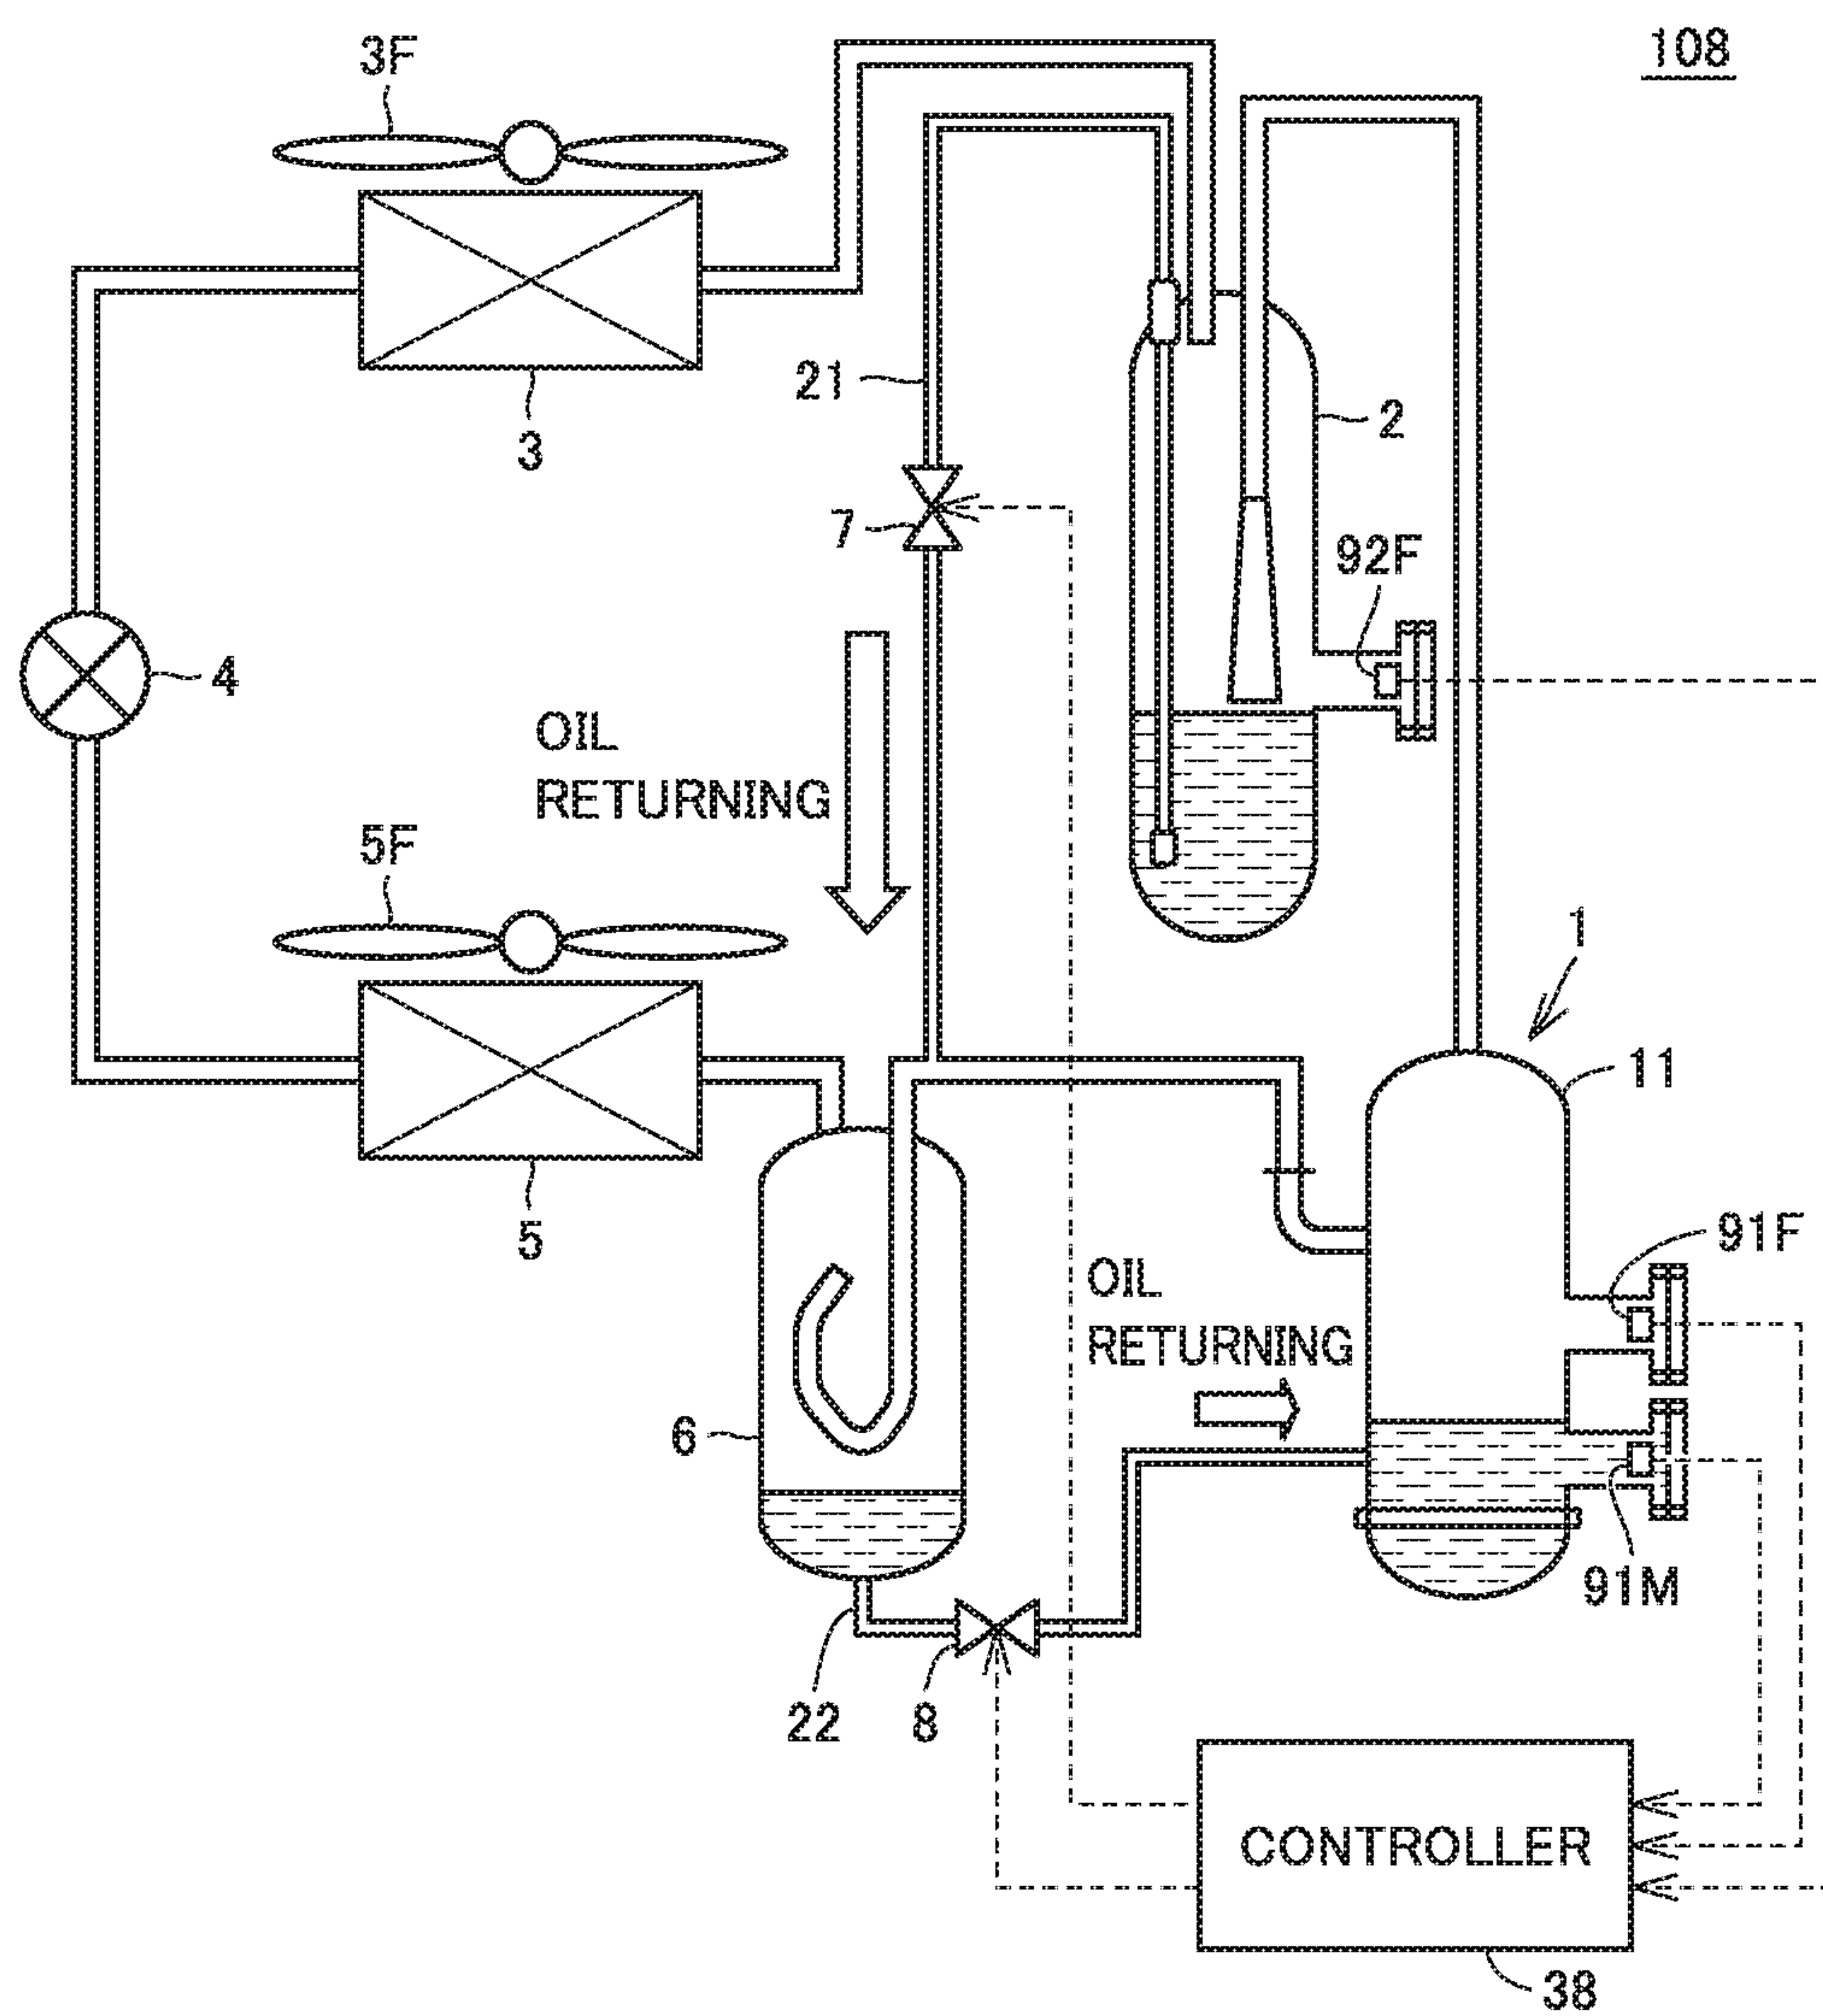 108
3F
3
21
2
7
92F
4
OIL
RETURNING
5F
1
11
5
91F
OIL
RETURNING
6
91M
22
8
CONTROLLER
38